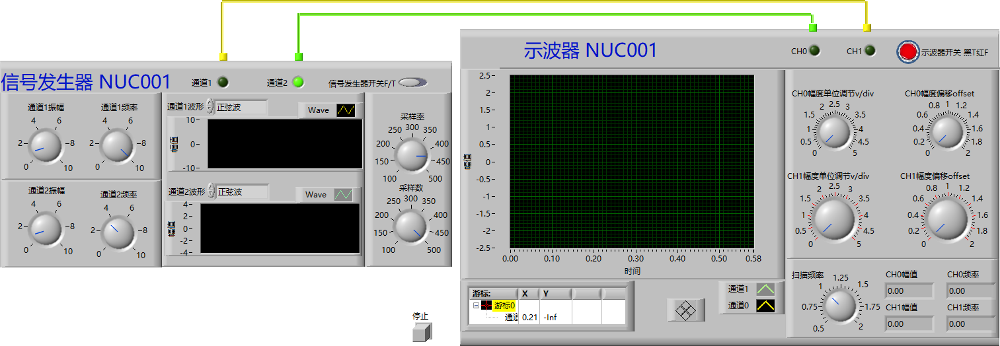 信号发生器 NUC001
通道1
通道2
信号发生器开关F/T
通道1振幅
4 6
2 8
0 10
通道1频率
4 6
2 8
0 10
通道2振幅
4 6
2 8
0 10
通道2频率
4 6
2 8
0 10
通道1波形 正弦波
Wave
幅值
10
0
-10
通道2波形 正弦波
Wave
幅值
4
2
0
-2
-4
采样率
250 300 350
200 400
150 450
100 500
采样数
250 300 350
200 400
150 450
100 500
停止
示波器 NUC001
CH0
CH1
示波器开关 黑T红F
幅值
2.5
2
1.5
1
0.5
0
-0.5
-1
-1.5
-2
-2.5
0.00 0.10 0.20 0.30 0.40 0.50 0.58
时间
CH0幅度单位调节v/div
2 2.5 3
1.5 3.5
1 4
0.5 4.5
0 5
CH0幅度偏移offset
0.8 1 1.2
0.6 1.4
0.4 1.6
0.2 1.8
0 2
CH1幅度单位调节v/div
2 2.5 3
1.5 3.5
1 4
0.5 4.5
0 5
CH1幅度偏移offset
0.8 1 1.2
0.6 1.4
0.4 1.6
0.2 1.8
0 2
游标: X Y
游标0
通道 0.21 -Inf
通道1
通道0
扫描频率
1.25
1 1.5
0.75 1.75
0.5 2
CH0幅值
0.00
CH0频率
0.00
CH1幅值
0.00
CH1频率
0.00